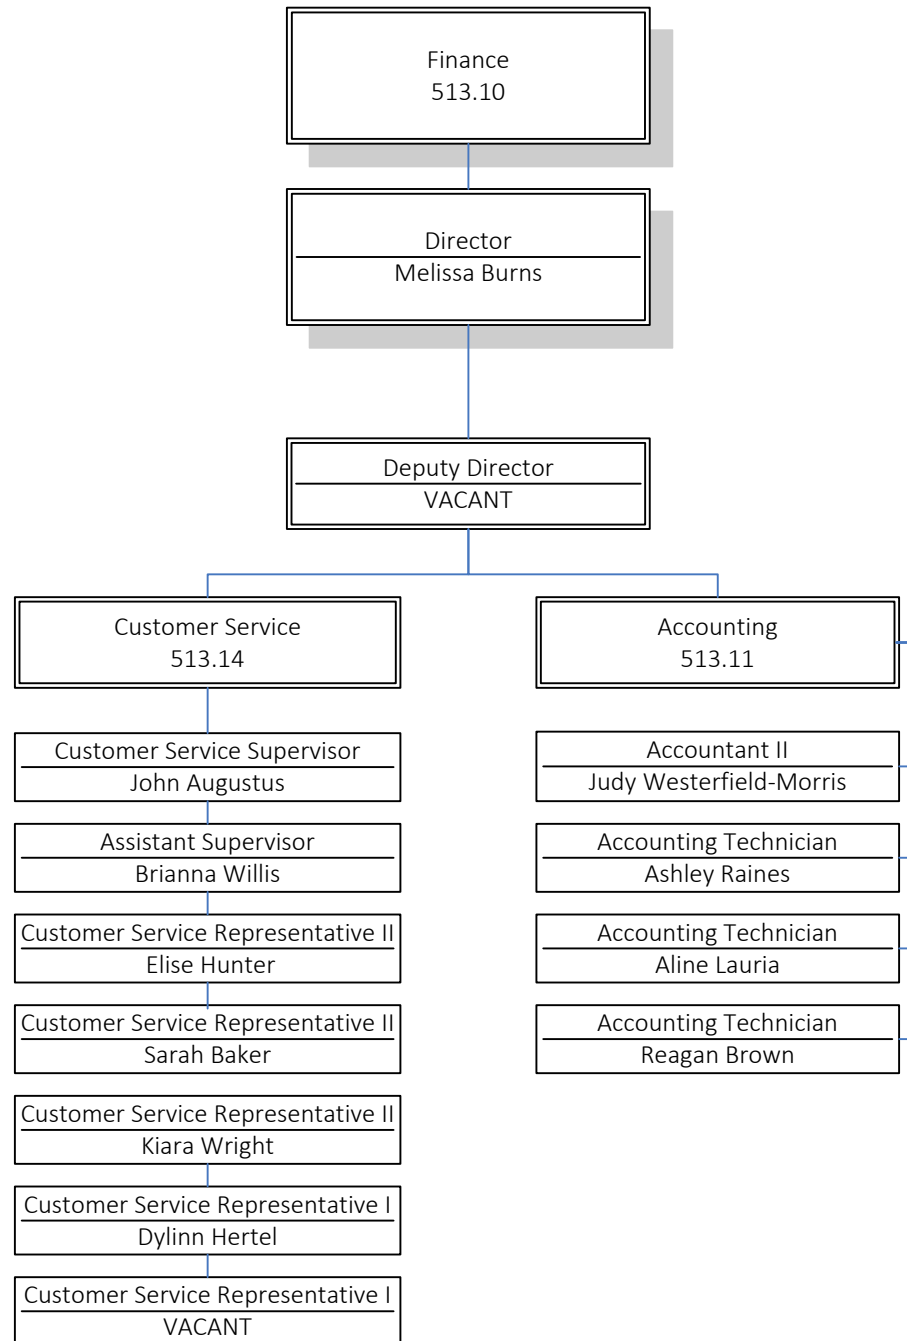 Finance
513.10
Director
Melissa Burns
Deputy Director
VACANT
Customer Service
513.14
Customer Service Supervisor
John Augustus
Assistant Supervisor
Brianna Willis
Customer Service Representative II
Elise Hunter
Customer Service Representative II
Sarah Baker
Customer Service Representative II
Kiara Wright
Customer Service Representative I
Dylinn Hertel
Customer Service Representative I
VACANT
Accounting
513.11
Accountant II
Judy Westerfield-Morris
Accounting Technician
Ashley Raines
Accounting Technician
Aline Lauria
Accounting Technician
Reagan Brown